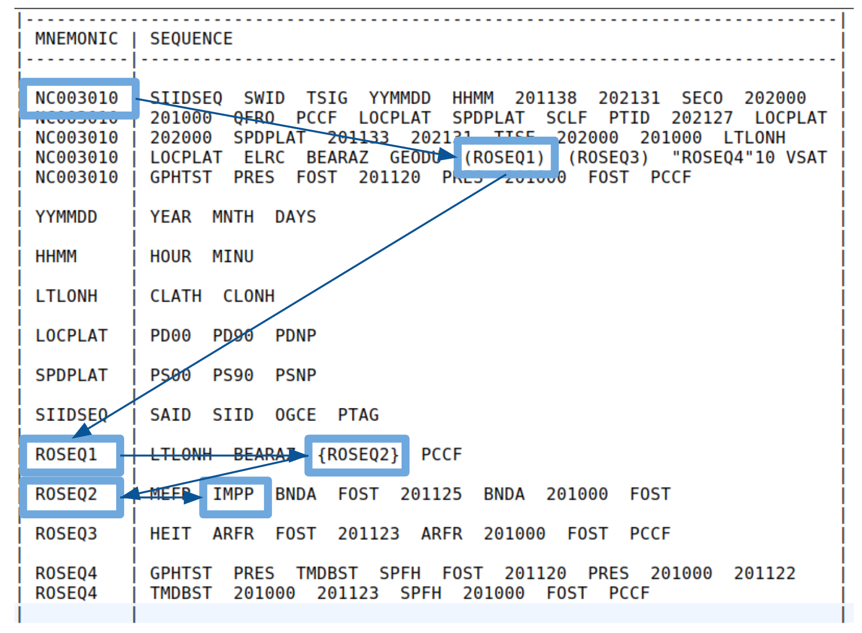 MNEMONIC | SEQUENCE
NC003010 | SIIDSEQ SWID TSIG YYMMDD HHMM 201138 202131 SECO 202000
NC003010 | 201000 QFRO PCCF LOCPLAT SPDPLAT SCLF PTID 202127 LOCPLAT
NC003010 | 202000 SPDPLAT 201133 202131 TISE 202000 201000 LTLONH
NC003010 | LOCPLAT ELRC BEARAZ GEODU (ROSEQ1) (ROSEQ3) "ROSEQ4"10 VSAT
NC003010 | GPHTST PRES FOST 201120 PRES 201000 FOST PCCF
YYMMDD | YEAR MNTH DAYS
HHMM | HOUR MINU
LTLONH | CLATH CLONH
LOCPLAT | PD00 PD90 PDNP
SPDPLAT | PS00 PS90 PSNP
SIIDSEQ | SAID SIID OGCE PTAG
ROSEQ1 | LTLONH BEARAZ {ROSEQ2} PCCF
ROSEQ2 | MEFR IMPP BNDA FOST 201125 BNDA 201000 FOST
ROSEQ3 | HEIT ARFR FOST 201123 ARFR 201000 FOST PCCF
ROSEQ4 | GPHTST PRES TMDBST SPFH FOST 201120 PRES 201000 201122
ROSEQ4 | TMDBST 201000 201123 SPFH 201000 FOST PCCF